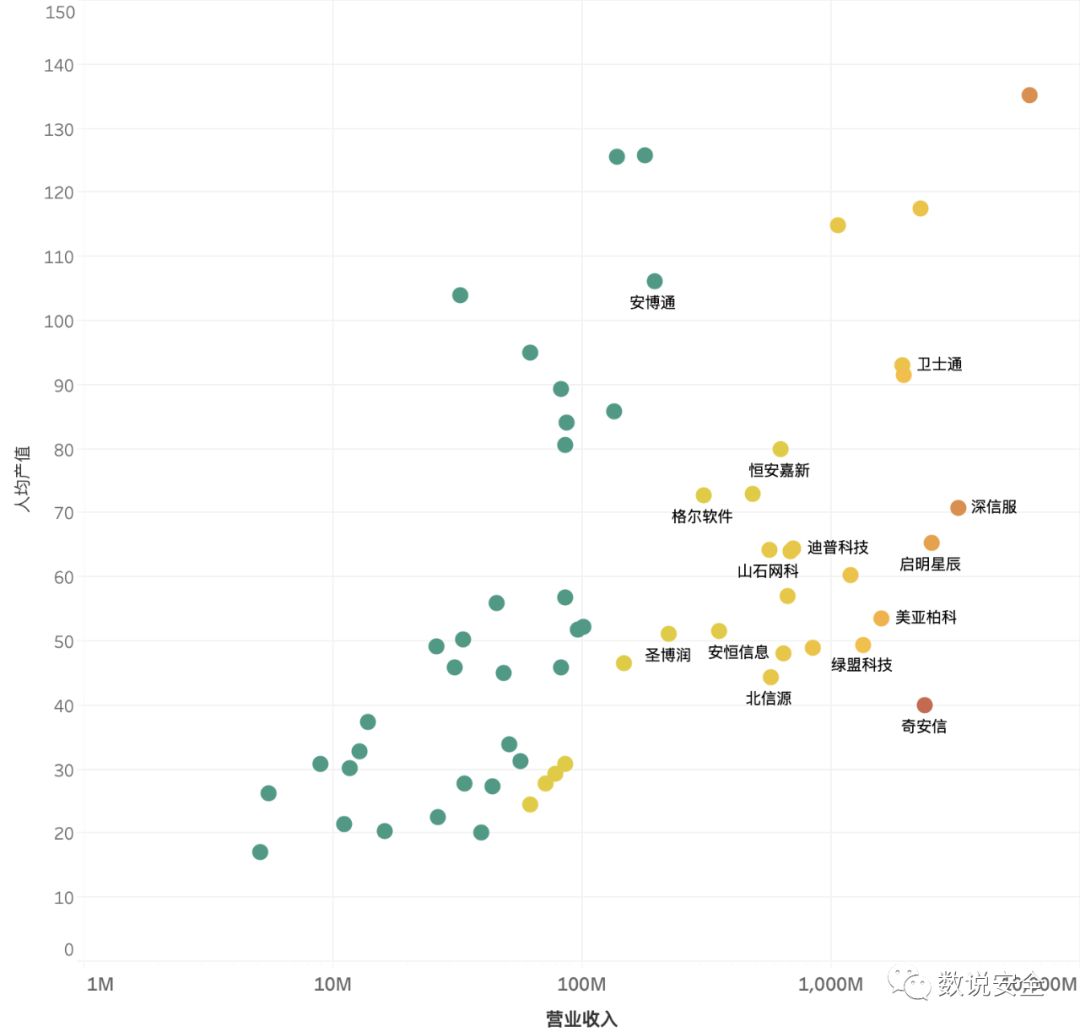 150
140
130
120
110
安博通
100
卫士通
90
80
恒安嘉新
人均产值
70
深信服
格尔软件
迪普科技
启明星辰
山石网科
60
美亚柏科
50
圣博润
安恒信息
绿盟科技
北信源
40
奇安信
30
20
10
0
1M
10M
100M
1,000M
数说安全
营业收入